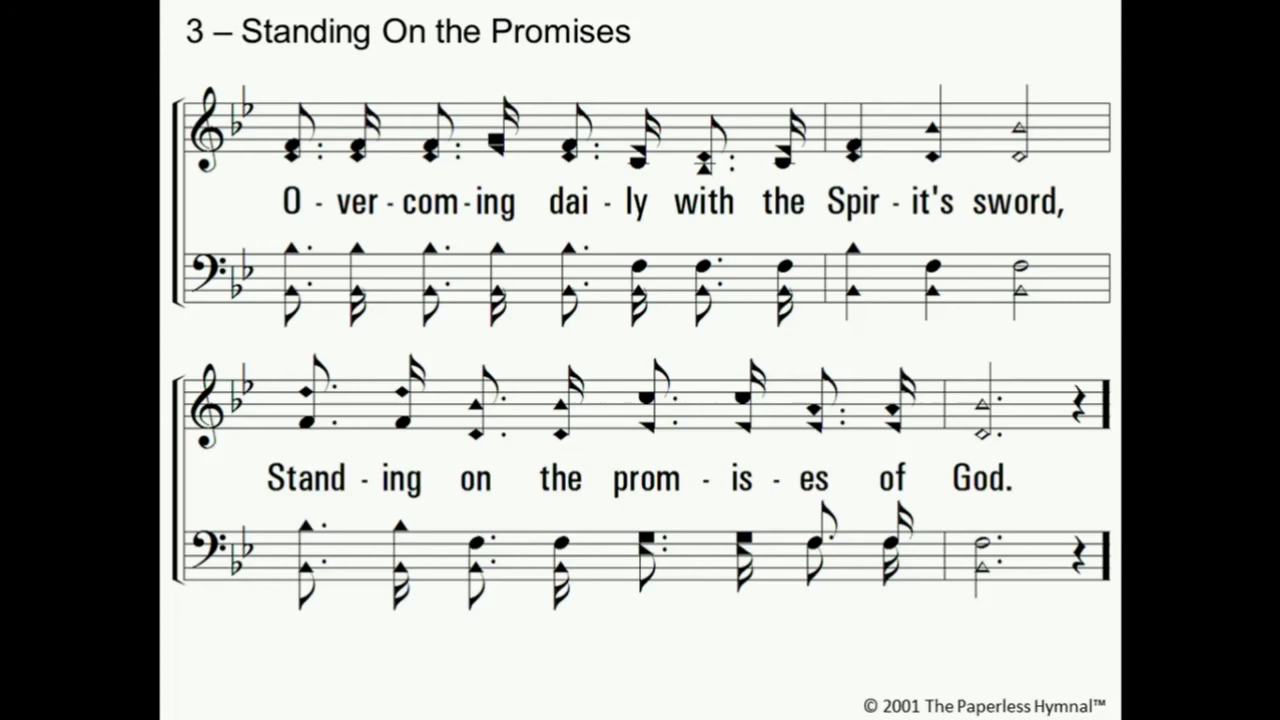 3 – Standing On the Promises
O - ver - com - ing dai - ly with the Spir - it's sword,
Stand - ing on the prom - is - es of God.
© 2001 The Paperless Hymnal™